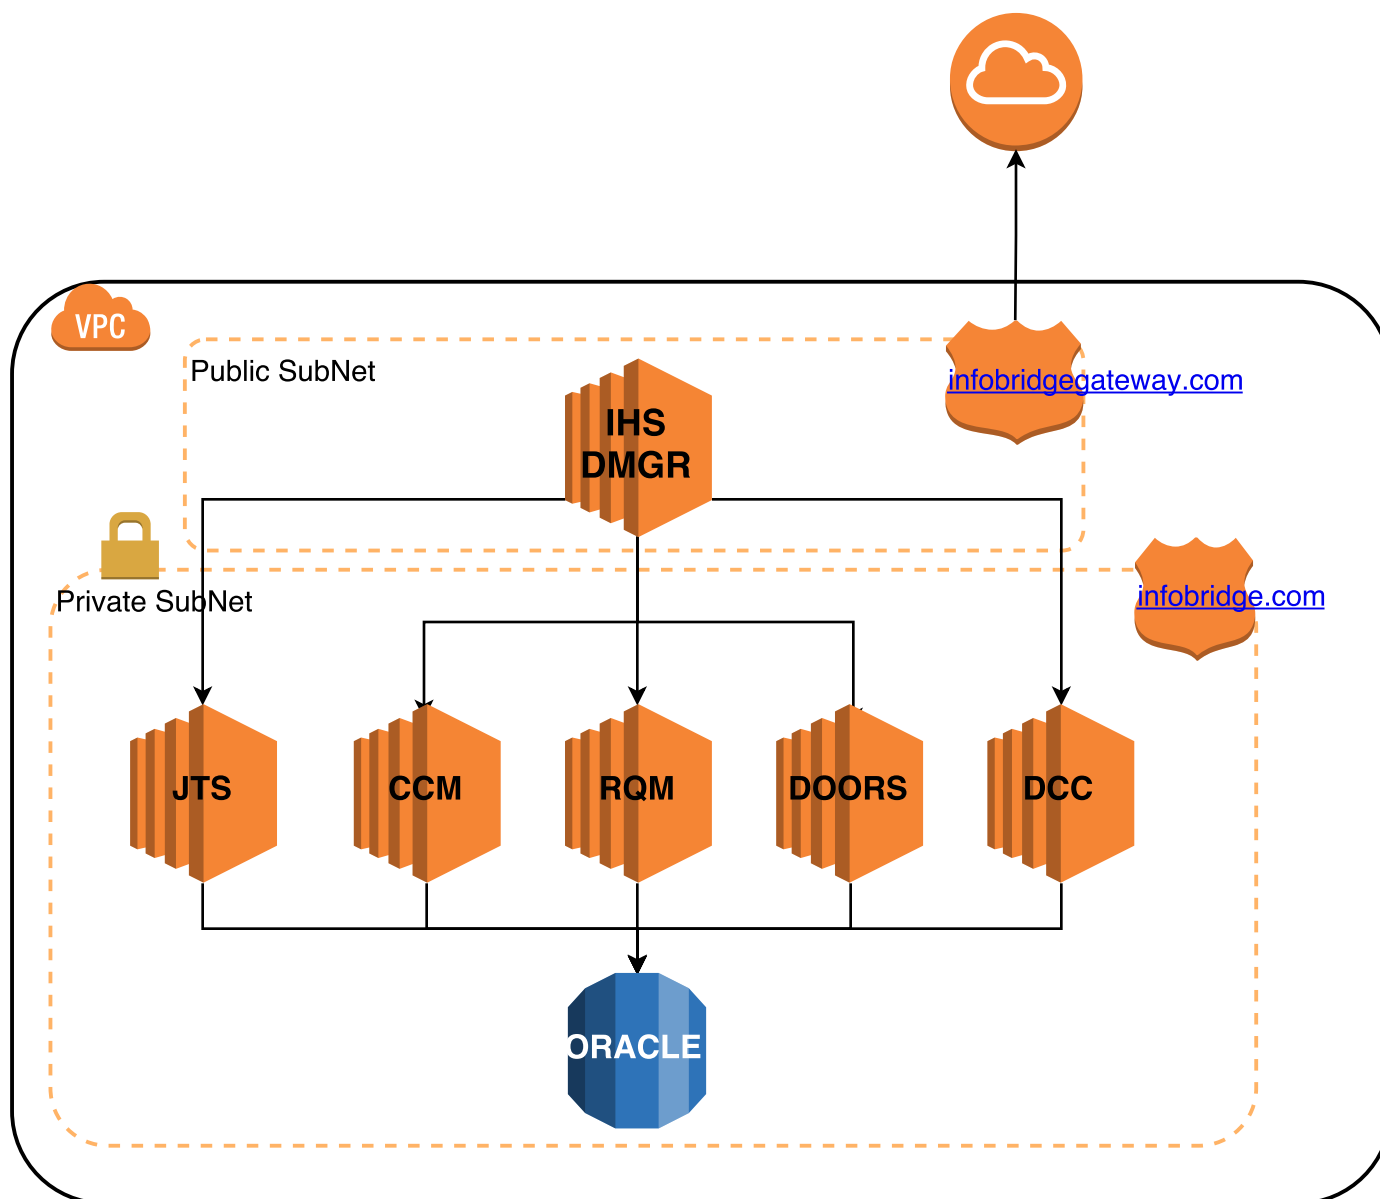 VPC
Public SubNet
infobridgegateway.com
IHS
DMGR
Private SubNet
infobridge.com
JTS
CCM
RQM
DOORS
DCC
ORACLE